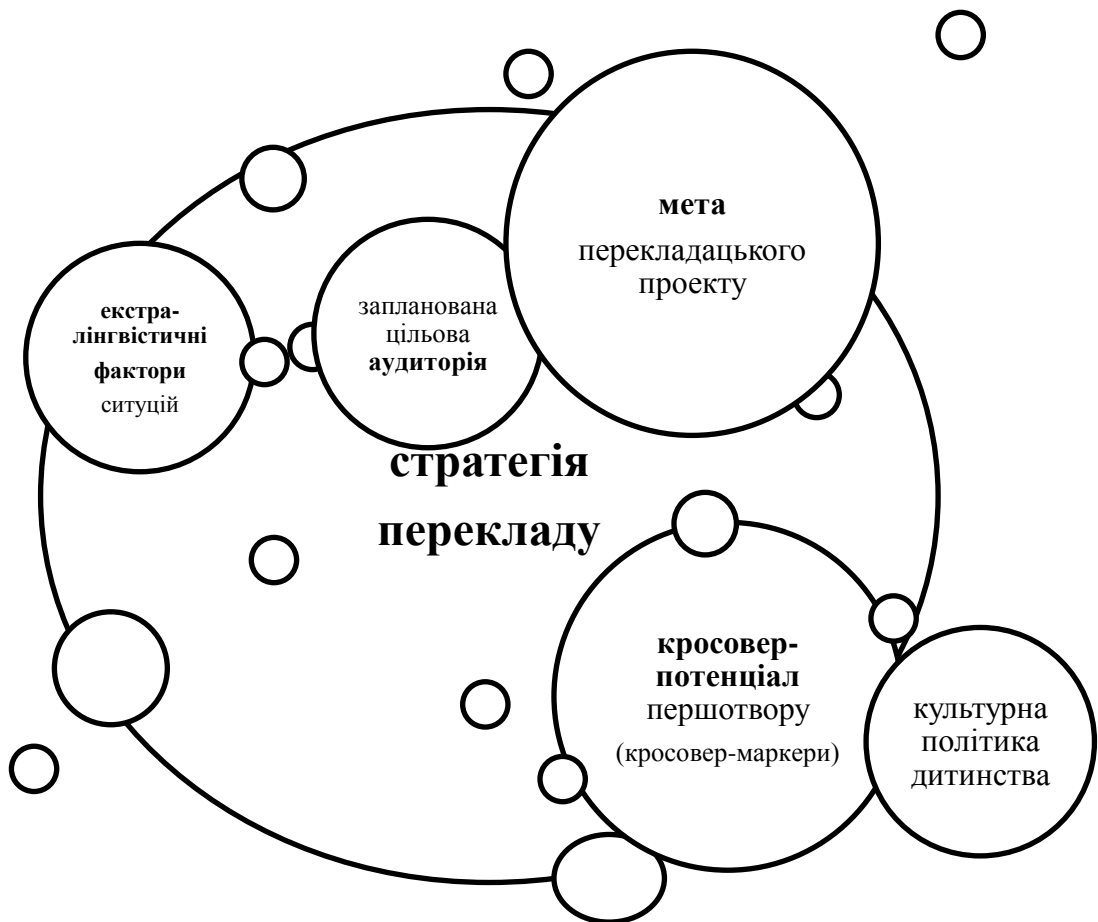 мета
перекладацького
проекту
екстра-
лінгвістичні
фактори
ситуцій
запланована
цільова
аудиторія
стратегія
перекладу
кросовер-
потенціал
першотвору
(кросовер-маркери)
культурна
політика
дитинства